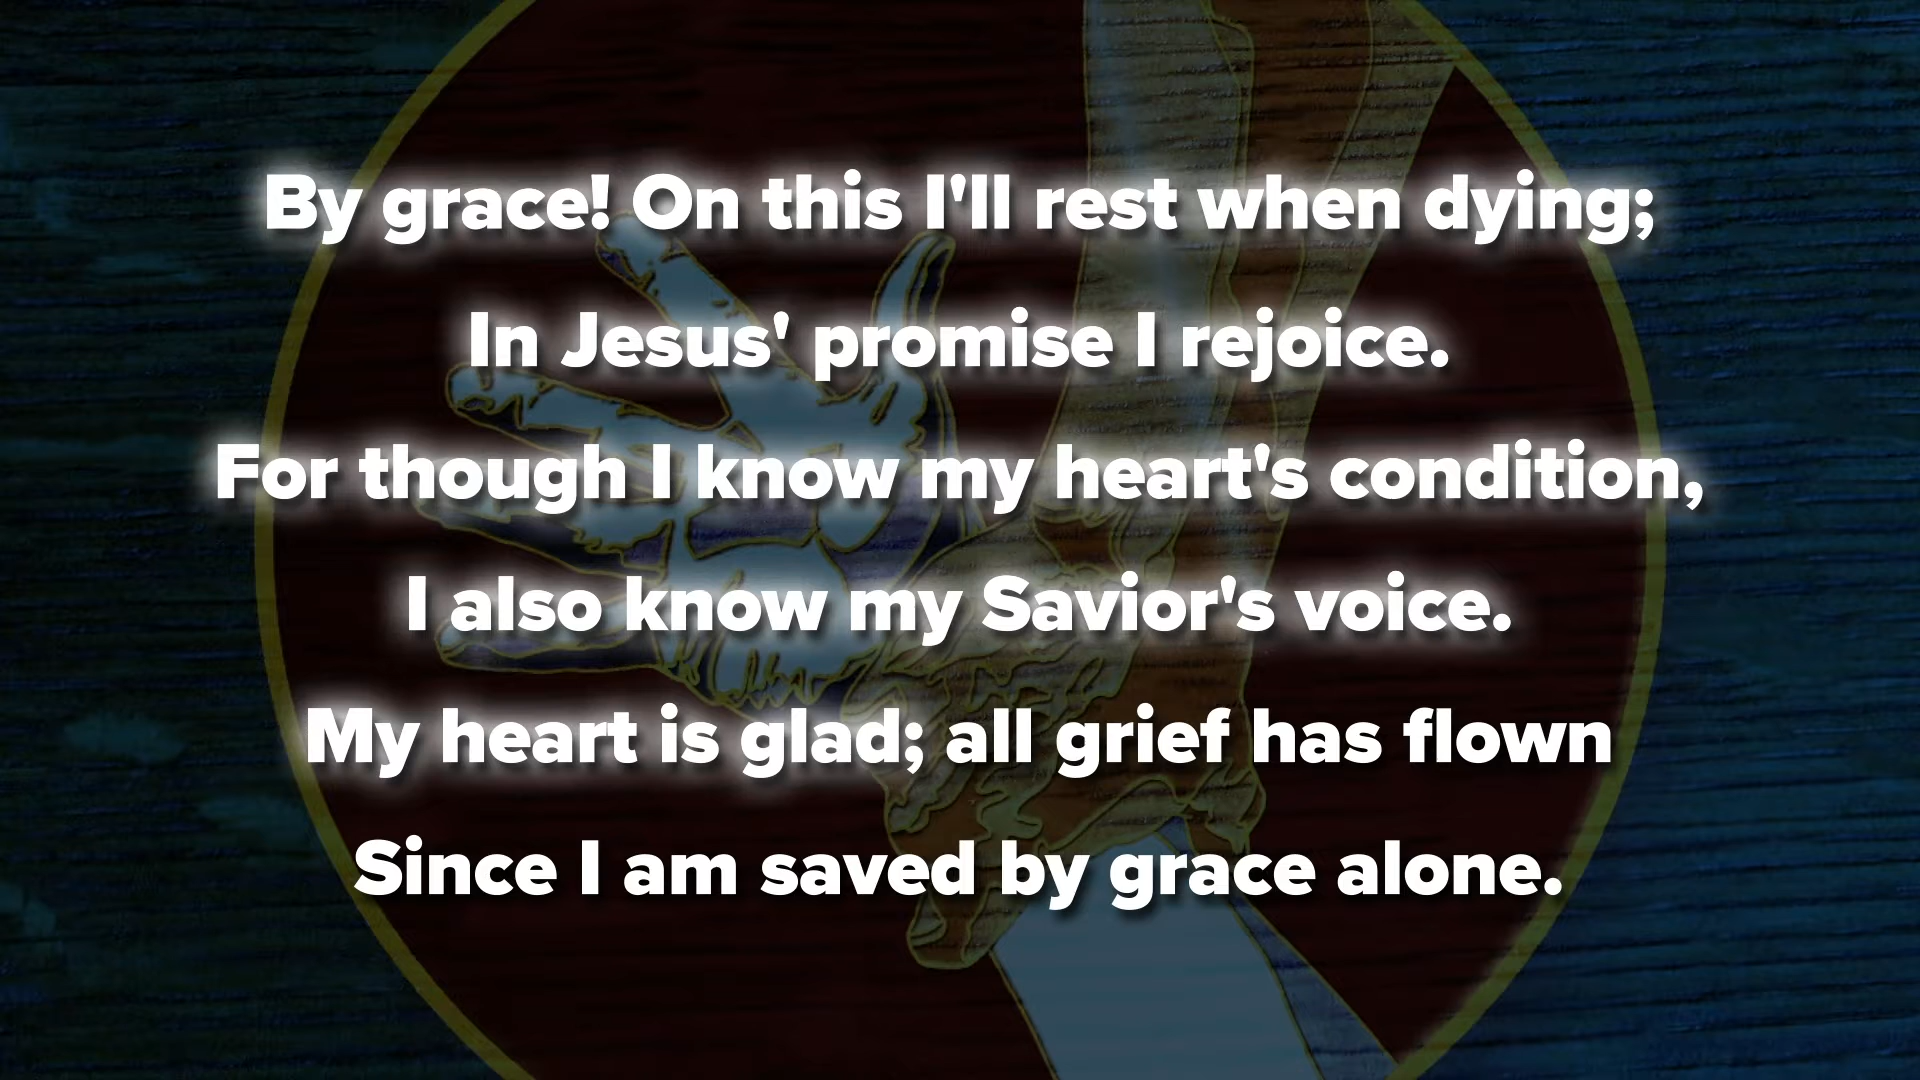 By grace! On this I'll rest when dying;
In Jesus' promise I rejoice.
For though I know my heart's condition,
I also know my Savior's voice.
My heart is glad; all grief has flown
Since I am saved by grace alone.